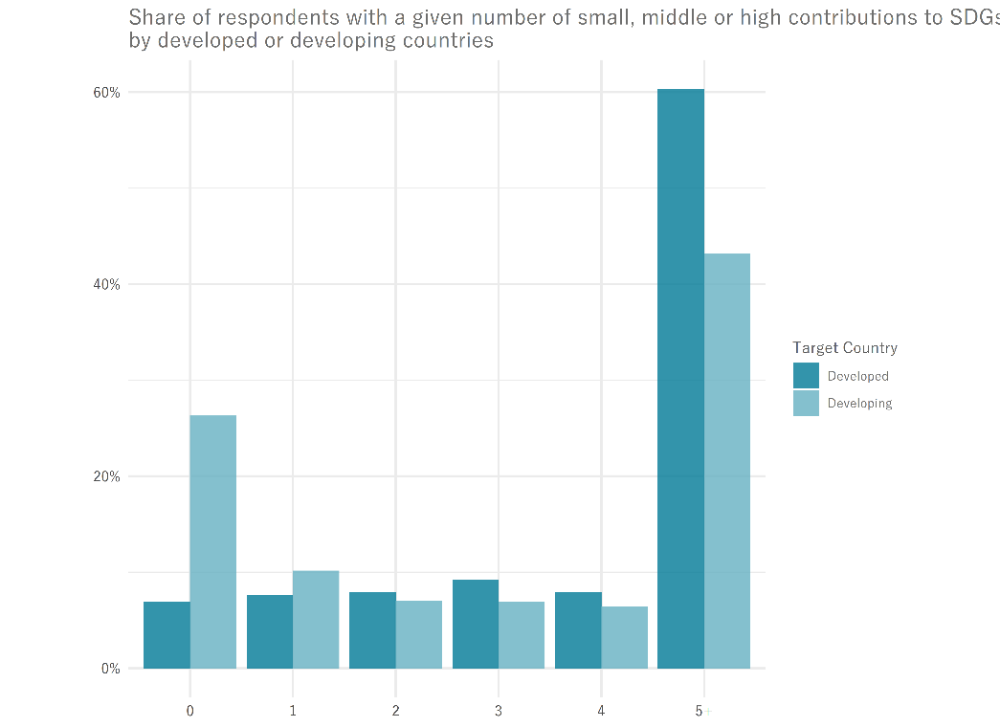 Share of respondents with a given number of small, middle or high contributions to SDGs
by developed or developing countries
60%
40%
20%
0%
0 1 2 3 4 5+
Target Country
Developed
Developing